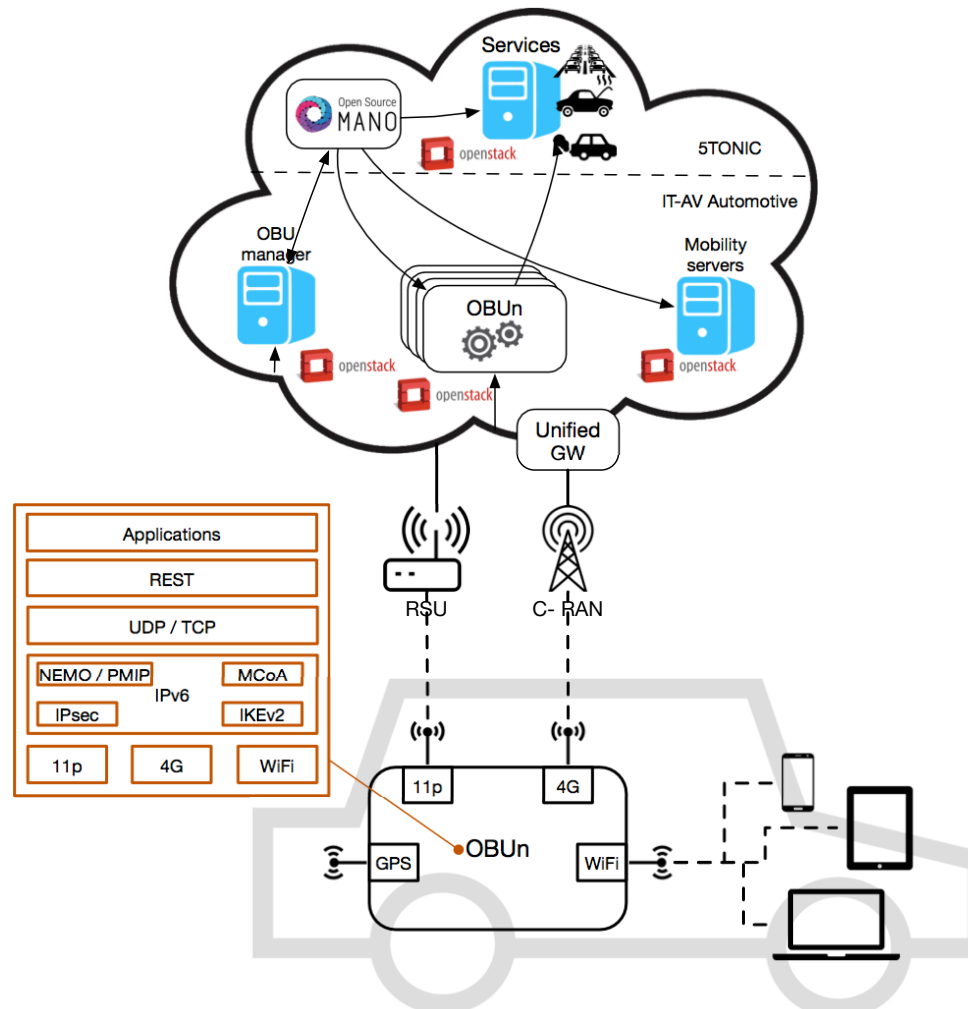 Services
Open Source
MANO
openstack
5TONIC
IT-AV Automotive
OBU
manager
Mobility
servers
OBUn
openstack
openstack
openstack
Unified
GW
Applications
REST
UDP / TCP
NEMO / PMIP
MCoA
IPv6
IPsec
IKEv2
11p
4G
WiFi
RSU
C- RAN
11p
4G
GPS
OBUn
WiFi